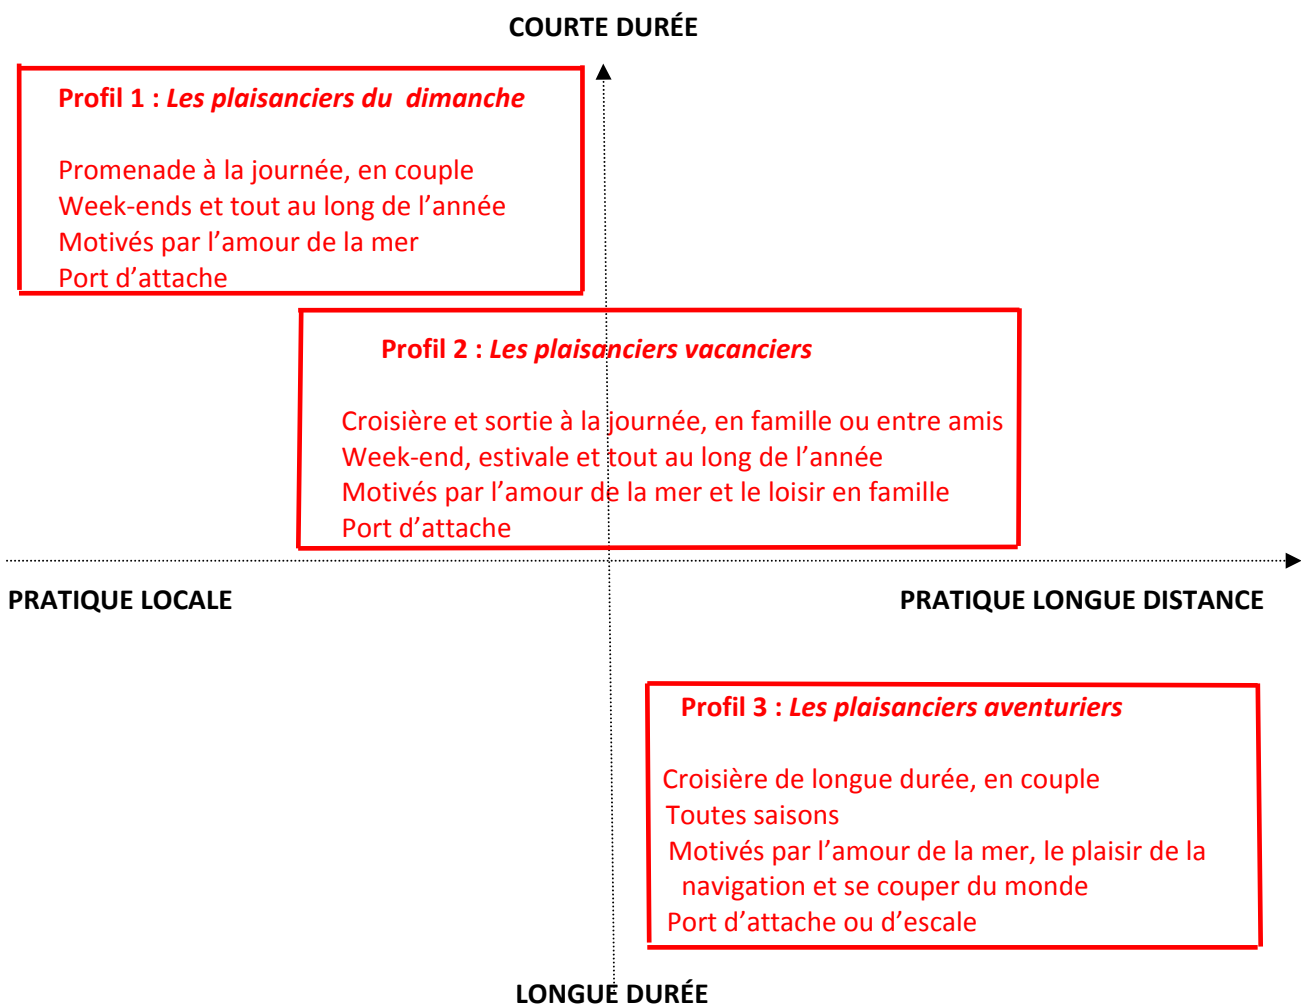 COURTE DURÉE
Profil 1 : Les plaisanciers du dimanche
Promenade à la journée, en couple
Week-ends et tout au long de l’année
Motivés par l’amour de la mer
Port d’attache
Profil 2 : Les plaisanciers vacanciers
Croisière et sortie à la journée, en famille ou entre amis
Week-end, estivale et tout au long de l’année
Motivés par l’amour de la mer et le loisir en famille
Port d’attache
PRATIQUE LOCALE
PRATIQUE LONGUE DISTANCE
Profil 3 : Les plaisanciers aventuriers
Croisière de longue durée, en couple
Toutes saisons
Motivés par l’amour de la mer, le plaisir de la
navigation et se couper du monde
Port d’attache ou d’escale
LONGUE DURÉE